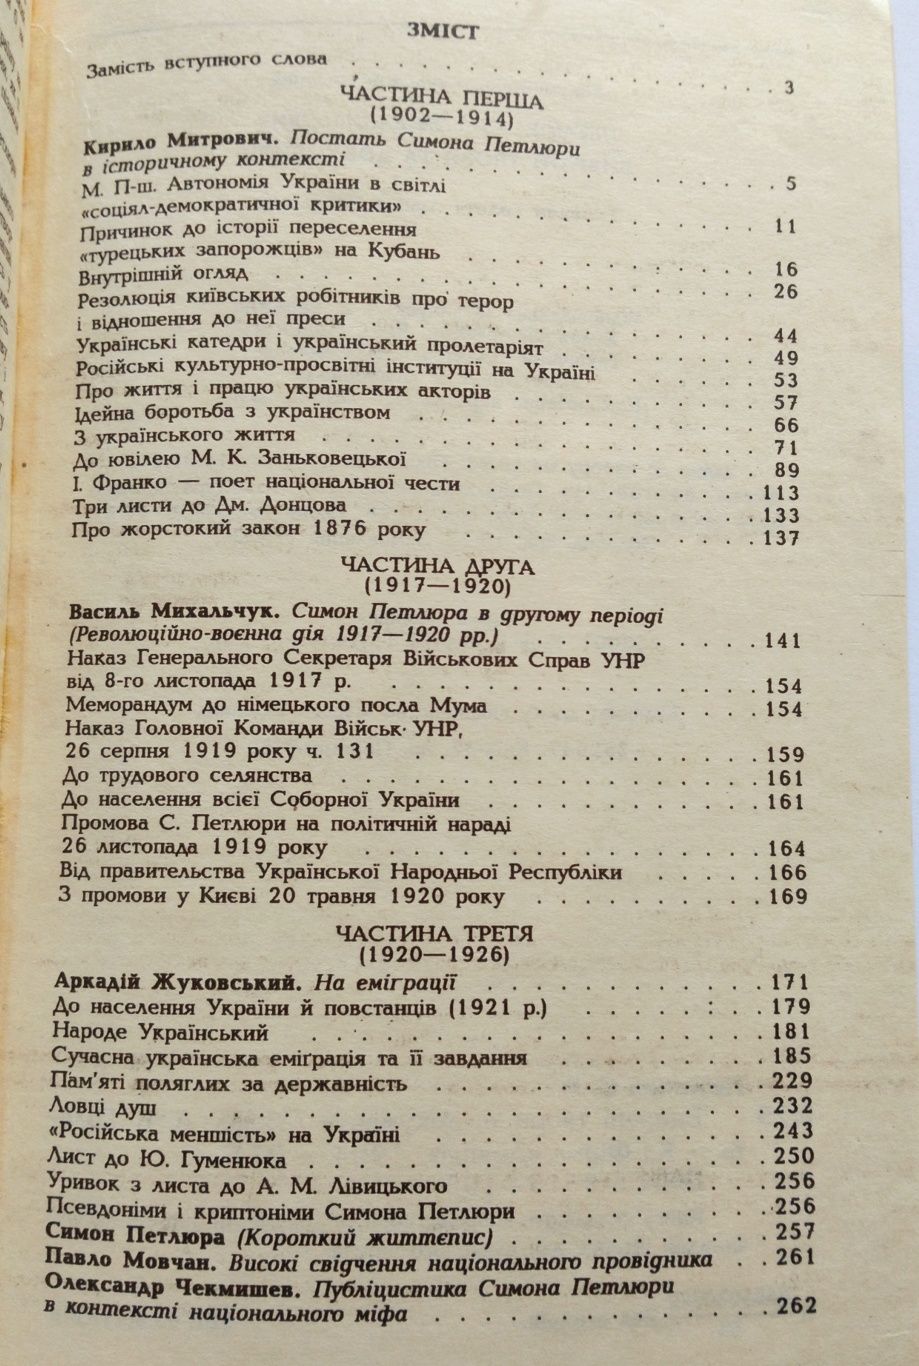 ЗМІСТ
Замість вступного слова . . . . . . . . . . . . . . . 3
ЧАСТИНА ПЕРША
(1902—1914)
Кирило Митрович. Постать Симона Петлюри
в історичному контексті . . . . . . . . . . . . . . . 5
М. П-ш. Автономія України в світлі
«соціял-демократичної критики» . . . . . . . . . . . . . 11
Причинок до історії переселення
«турецьких запорожців» на Кубань . . . . . . . . . . . . 16
Внутрішній огляд . . . . . . . . . . . . . . . . . . 26
Резолюція київських робітників про терор
і відношення до неї преси . . . . . . . . . . . . . . . 44
Українські катедри і український пролетаріят . . . . . . . . . 49
Російські культурно-просвітні інституції на Україні . . . . . . . 53
Про життя і працю українських акторів . . . . . . . . . . . 57
Ідейна боротьба з українством . . . . . . . . . . . . . 66
З українського життя . . . . . . . . . . . . . . . . 71
До ювілею М. К. Заньковецької . . . . . . . . . . . . . 89
І. Франко — поет національної чести . . . . . . . . . . . 113
Три листи до Дм. Донцова . . . . . . . . . . . . . . . 133
Про жорстокий закон 1876 року . . . . . . . . . . . . . 137
ЧАСТИНА ДРУГА
(1917—1920)
Василь Михальчук. Симон Петлюра в другому періоді
(Революційно-воєнна дія 1917—1920 рр.) . . . . . . . . . . 141
Наказ Генерального Секретаря Військових Справ УНР
від 8-го листопада 1917 р. . . . . . . . . . . . . . . . 154
Меморандум до німецького посла Мума . . . . . . . . . . . 154
Наказ Головної Команди Військ УНР,
26 серпня 1919 року ч. 131 . . . . . . . . . . . . . . 159
До трудового селянства . . . . . . . . . . . . . . . . 161
До населення всієї Соборної України . . . . . . . . . . . 161
Промова С. Петлюри на політичній нараді
26 листопада 1919 року . . . . . . . . . . . . . . . . 164
Від правительства Української Народньої Республіки . . . . . 166
З промови у Києві 20 травня 1920 року . . . . . . . . . . 169
ЧАСТИНА ТРЕТЯ
(1920—1926)
Аркадій Жуковський. На еміграції . . . . . . . . . . . . 171
До населення України й повстанців (1921 р.) . . . . . . . . 179
Народе Український . . . . . . . . . . . . . . . . . 181
Сучасна українська еміґрація та її завдання . . . . . . . . . 185
Пам'яті поляглих за державність . . . . . . . . . . . . . 229
Ловці душ . . . . . . . . . . . . . . . . . . . . . 232
«Російська меншість» на Україні . . . . . . . . . . . . . 243
Лист до Ю. Гуменюка . . . . . . . . . . . . . . . . . 250
Уривок з листа до А. М. Лівицького . . . . . . . . . . . 256
Псевдоніми і криптоніми Симона Петлюри . . . . . . . . . . 256
Симон Петлюра (Короткий життєпис) . . . . . . . . . . . . 257
Павло Мовчан. Високі свідчення національного провідника . . 261
Олександр Чекмишев. Публіцистика Симона Петлюри
в контексті національного міфа . . . . . . . . . . . . . 262